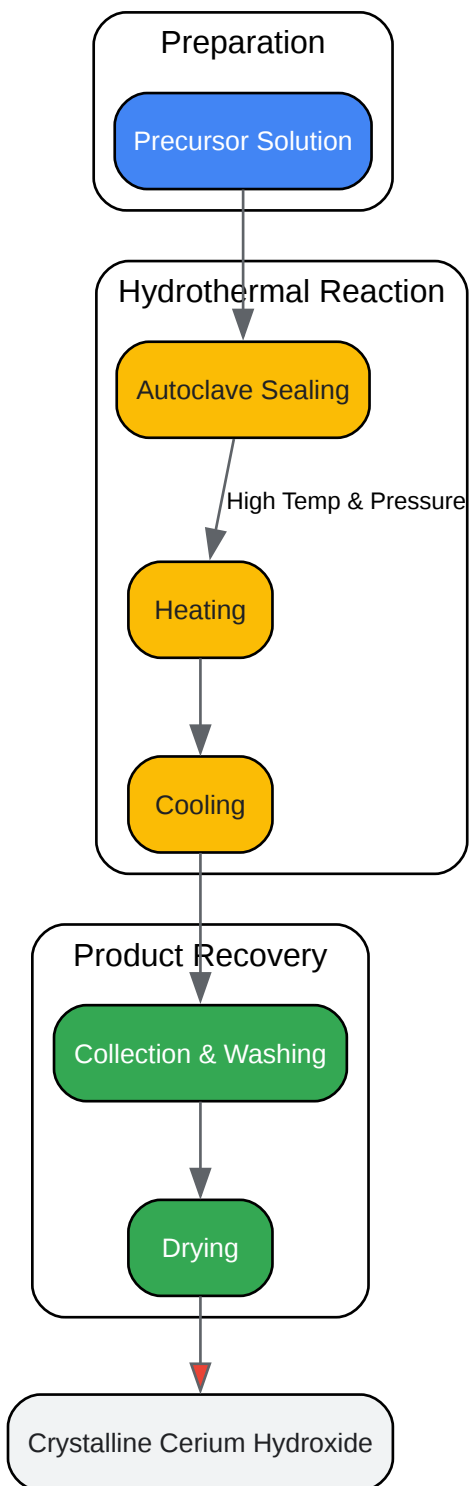 Preparation
Precursor Solution
Hydrothermal Reaction
Autoclave Sealing
High Temp & Pressure
Heating
Cooling
Product Recovery
Collection & Washing
Drying
Crystalline Cerium Hydroxide